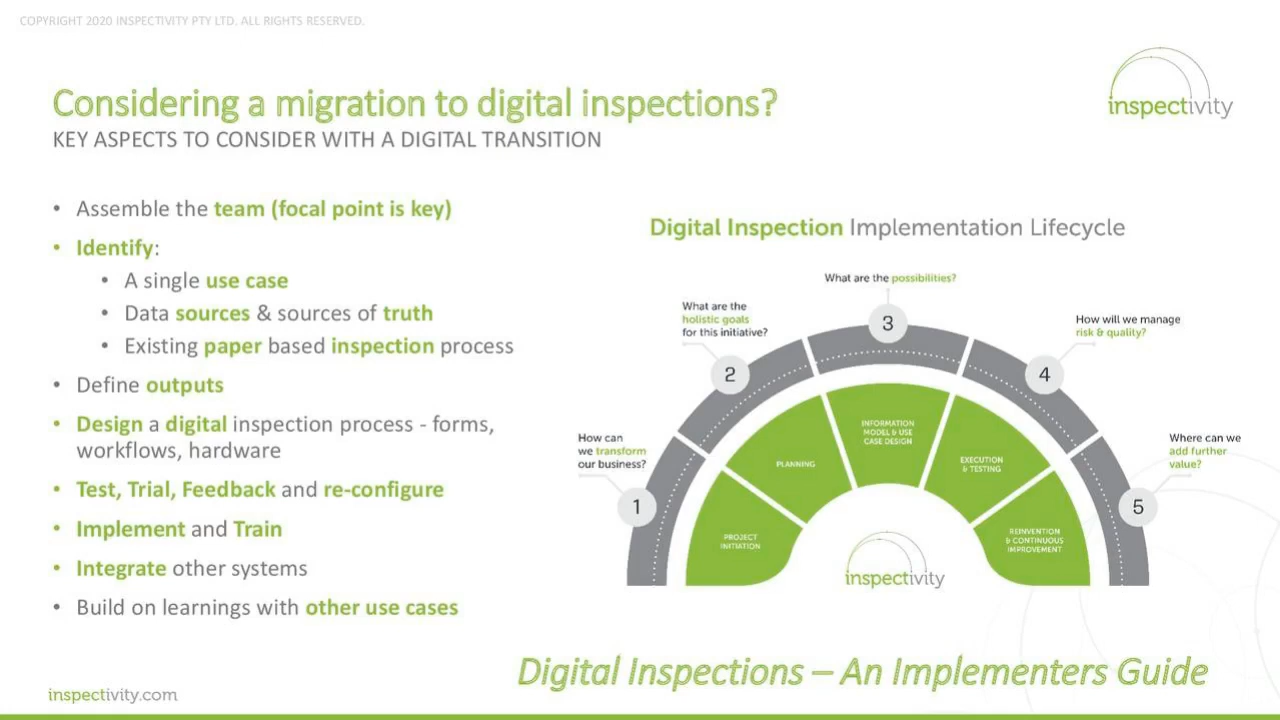 COPYRIGHT 2020 INSPECTIVITY PTY LTD. ALL RIGHTS RESERVED.
inspectivity
Considering a migration to digital inspections?
KEY ASPECTS TO CONSIDER WITH A DIGITAL TRANSITION
• Assemble the team (focal point is key)
• Identify:
• A single use case
• Data sources & sources of truth
• Existing paper based inspection process
• Define outputs
• Design a digital inspection process - forms,
workflows, hardware
• Test, Trial, Feedback and re-configure
• Implement and Train
• Integrate other systems
• Build on learnings with other use cases
Digital Inspection Implementation Lifecycle
How can
we transform
our business?
1
PROJECT
INITIATION
What are the
holistic goals
for this initiative?
2
PLANNING
What are the possibilities?
3
INFORMATION
MODEL & USE
CASE DESIGN
How will we manage
risk & quality?
4
EXECUTION
& TESTING
Where can we
add further
value?
5
REINVENTION
& CONTINUOUS
IMPROVEMENT
inspectivity
Digital Inspections – An Implementers Guide
inspectivity.com